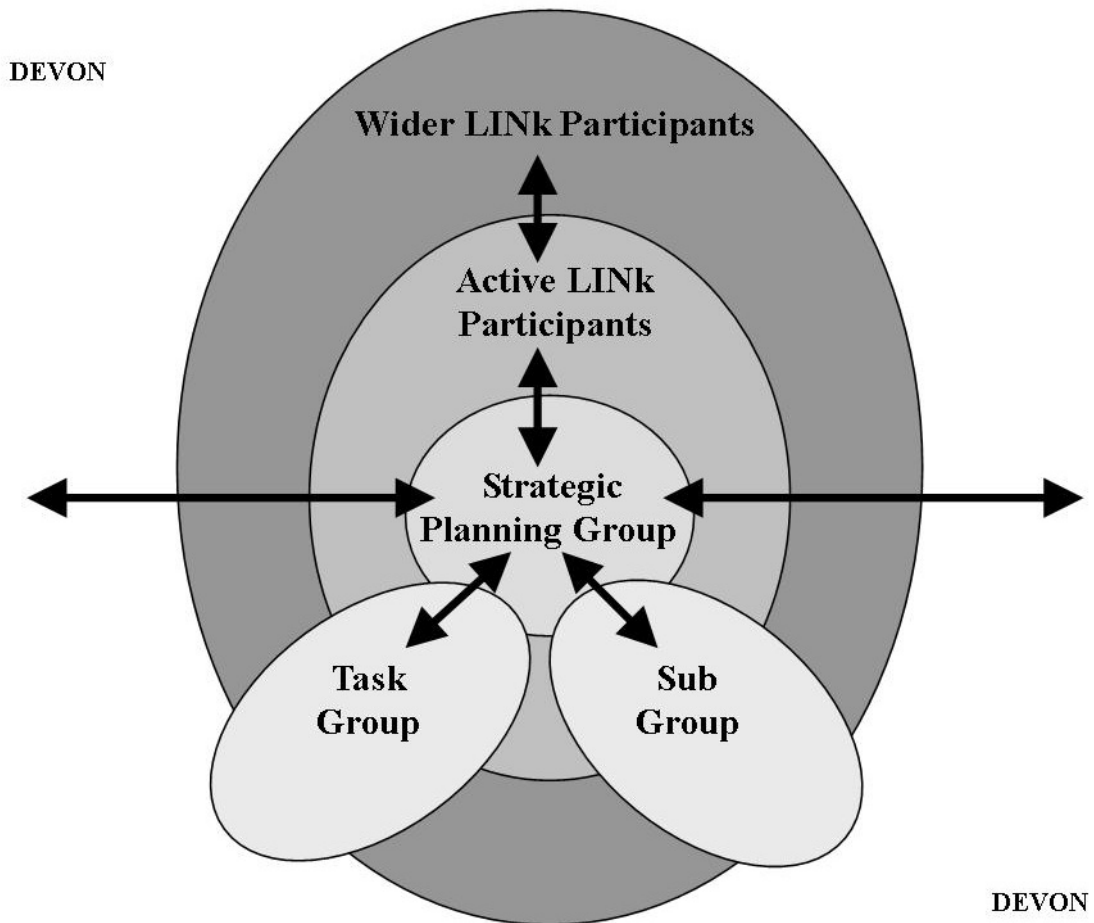 DEVON
Wider LINk Participants
Active LINk
Participants
Strategic
Planning Group
Task
Group
Sub
Group
DEVON